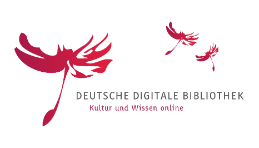 DEUTSCHE DIGITALE BIBLIOTHEK
Kultur und Wissen online